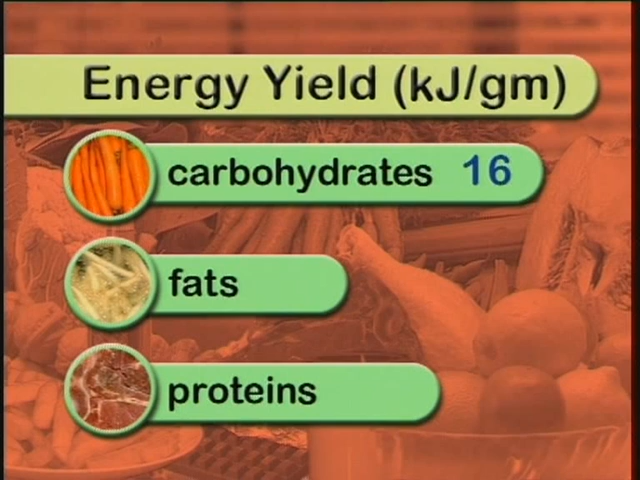 Energy Yield (kJ/gm)
carbohydrates 16
fats
proteins